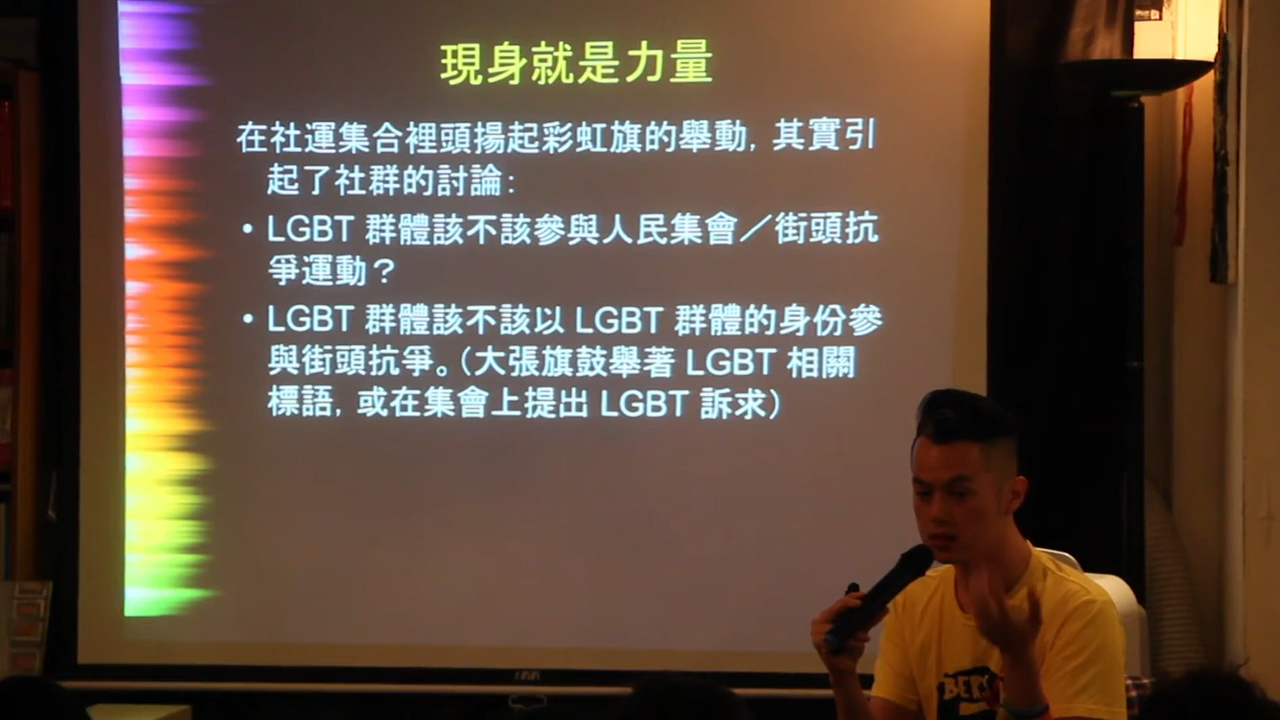 現身就是力量
在社運集合裡頭揚起彩虹旗的舉動，其實引
起了社群的討論：
• LGBT 群體該不該參與人民集會／街頭抗
爭運動？
• LGBT 群體該不該以 LGBT 群體的身份參
與街頭抗爭。（大張旗鼓舉著 LGBT 相關
標語，或在集會上提出 LGBT 訴求）